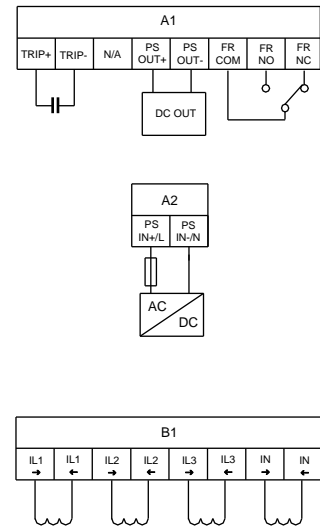 A1
TRIP+ TRIP- N/A PS OUT+ PS OUT- FR COM FR NO FR NC
DC OUT
A2
PS IN+/L PS IN-/N
AC
DC
B1
IL1 IL1 IL2 IL2 IL3 IL3 IN IN
→ ← → ← → ← → ←